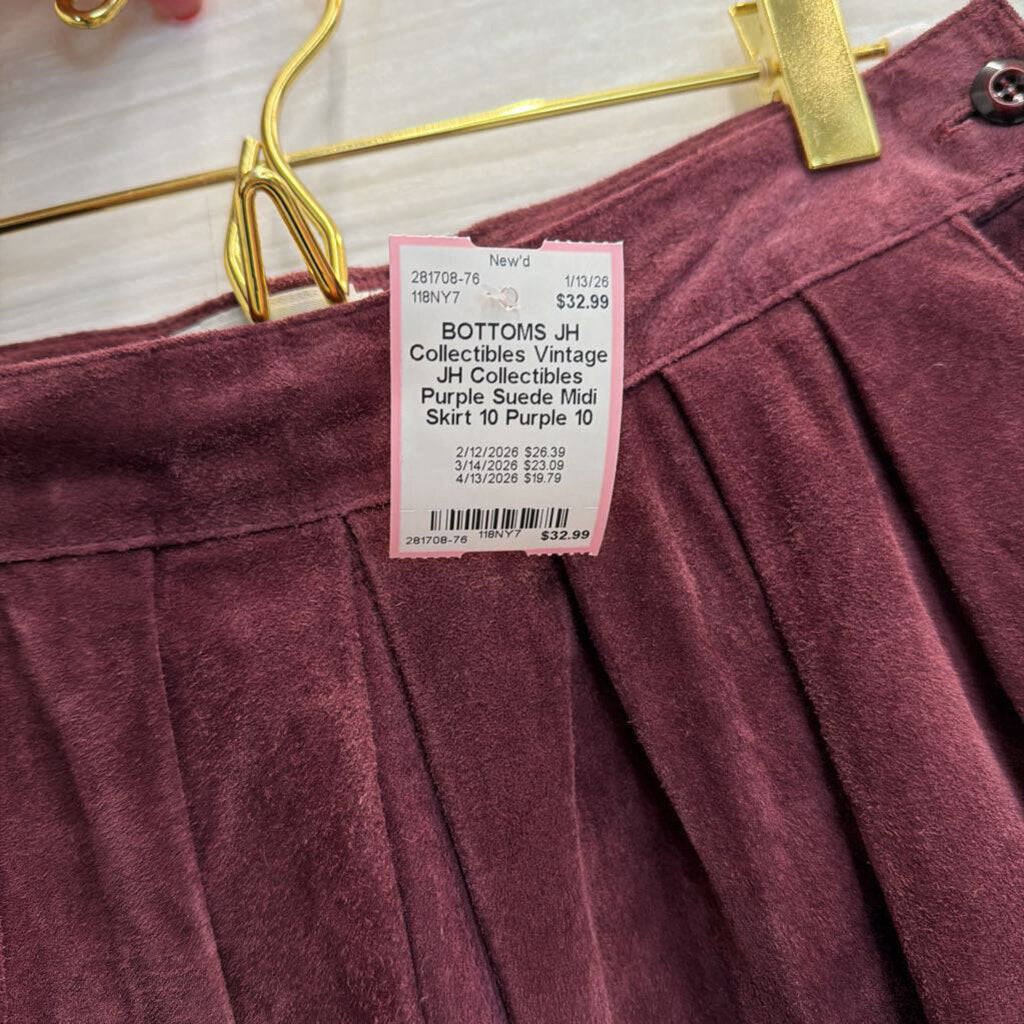 New'd
281708-76 1/13/26
118NY7 $32.99
BOTTOMS JH
Collectibles Vintage
JH Collectibles
Purple Suede Midi
Skirt 10 Purple 10
2/12/2026 $26.39
3/14/2026 $23.09
4/13/2026 $19.79
281708-76 118NY7 $32.99